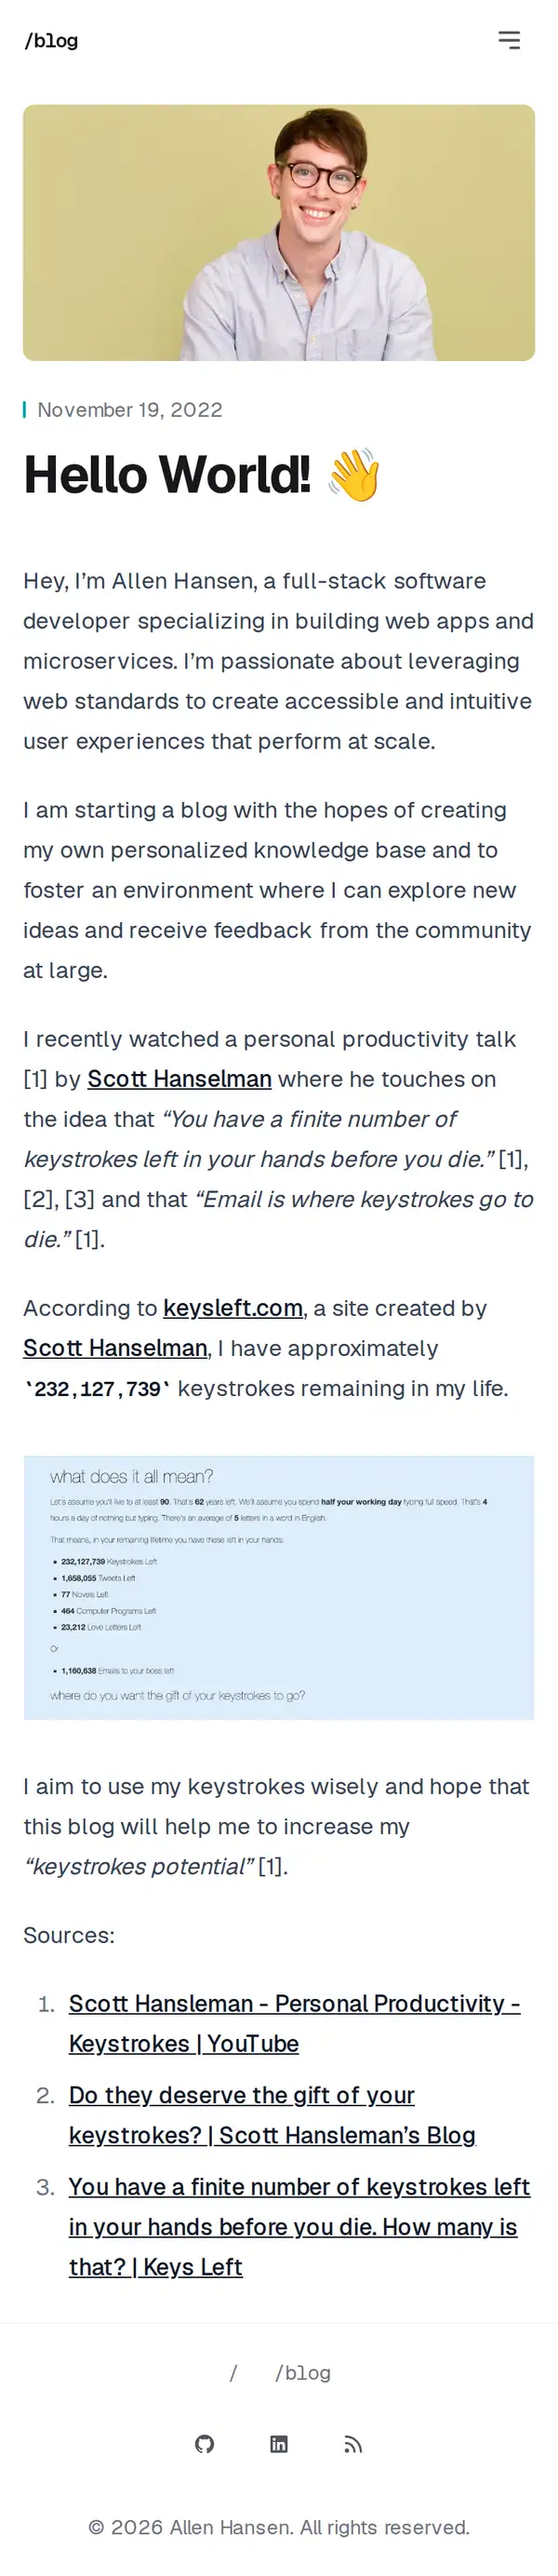 /blog
November 19, 2022
Hello World! 👋
Hey, I’m Allen Hansen, a full-stack software
developer specializing in building web apps and
microservices. I’m passionate about leveraging
web standards to create accessible and intuitive
user experiences that perform at scale.
I am starting a blog with the hopes of creating
my own personalized knowledge base and to
foster an environment where I can explore new
ideas and receive feedback from the community
at large.
I recently watched a personal productivity talk
[1] by Scott Hanselman where he touches on
the idea that “You have a finite number of
keystrokes left in your hands before you die.” [1],
[2], [3] and that “Email is where keystrokes go to
die.” [1].
According to keysleft.com, a site created by
Scott Hanselman, I have approximately
`232,127,739` keystrokes remaining in my life.
what does it all mean?
Let's assume you'll live to at least 90. That's 62 years left. We'll assume you spend half your working day typing full speed. That's 4
hours a day of nothing but typing. There's an average of 5 letters in a word in English.
That means, in your remaining lifetime you have these left in your hands:
• 232,127,739 Keystrokes Left
• 1,658,055 Tweets Left
• 77 Novels Left
• 464 Computer Programs Left
• 23,212 Love Letters Left
Or
• 1,160,638 Emails to your boss left
where do you want the gift of your keystrokes to go?
I aim to use my keystrokes wisely and hope that
this blog will help me to increase my
“keystrokes potential” [1].
Sources:
1. Scott Hansleman - Personal Productivity -
Keystrokes | YouTube
2. Do they deserve the gift of your
keystrokes? | Scott Hansleman’s Blog
3. You have a finite number of keystrokes left
in your hands before you die. How many is
that? | Keys Left
/ /blog
© 2026 Allen Hansen. All rights reserved.